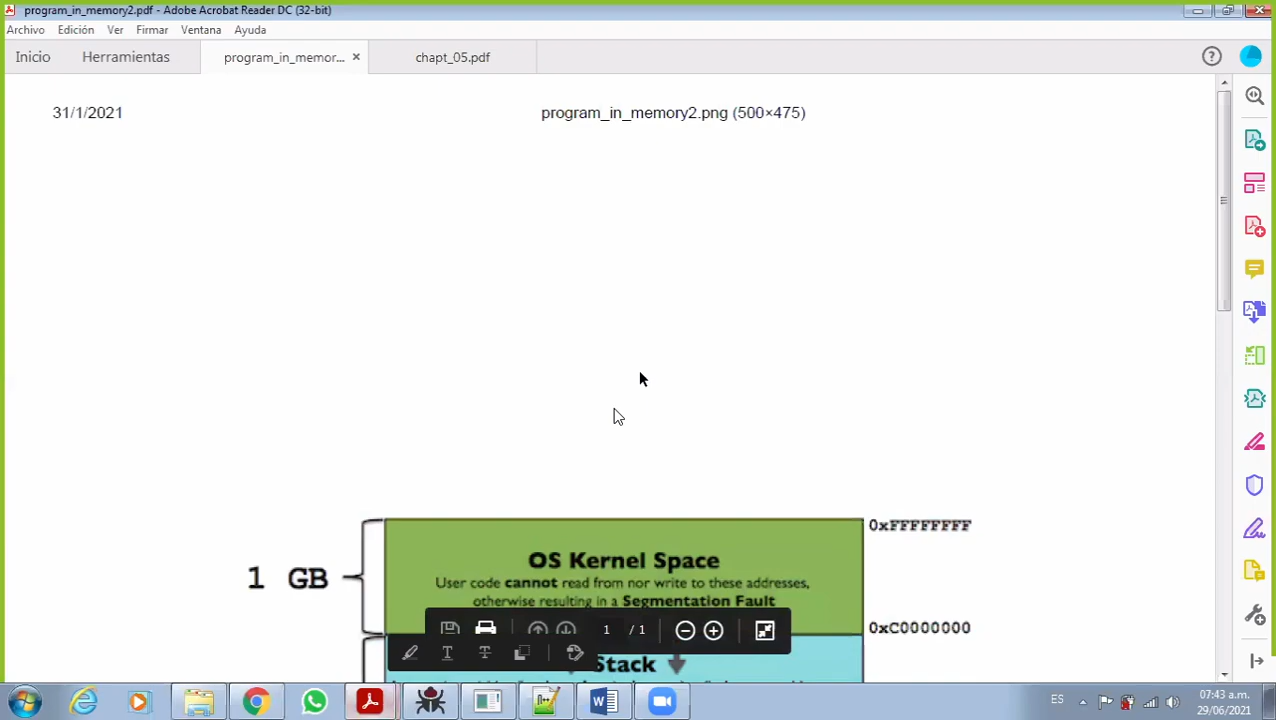 program_in_memory2.pdf - Adobe Acrobat Reader DC (32-bit)
Archivo Edición Ver Firmar Ventana Ayuda
Inicio Herramientas program_in_memor... × chapt_05.pdf
31/1/2021 program_in_memory2.png (500×475)
0xFFFFFFFF
OS Kernel Space
1 GB
User code cannot read from nor write to these addresses,
otherwise resulting in a Segmentation Fault
0xC0000000
1 / 1
Stack
ES
07:43 a.m.
29/06/2021